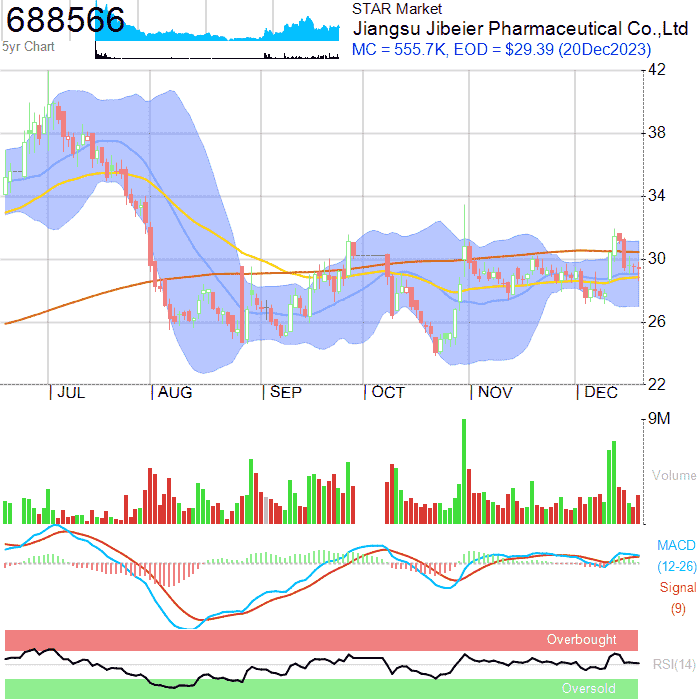 688566
5yr Chart
STAR Market
Jiangsu Jibeier Pharmaceutical Co.,Ltd
MC = 555.7K, EOD = $29.39 (20Dec2023)
42
38
34
30
26
22
JUL AUG SEP OCT NOV DEC
9M
Volume
MACD
(12-26)
Signal
(9)
Overbought
RSI(14)
Oversold